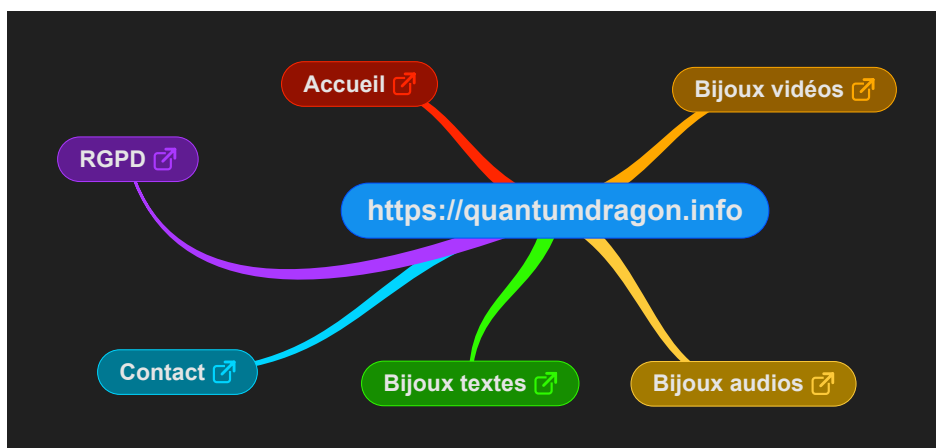 Accueil
Bijoux vidéos
RGPD
https://quantumdragon.info
Contact
Bijoux textes
Bijoux audios